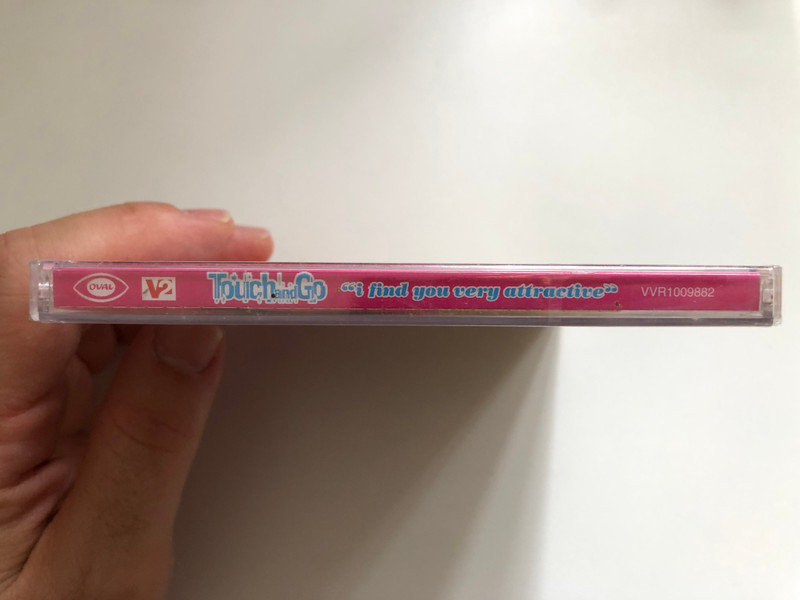 OVAL V2 Touch and Go “i find you very attractive” VVR1009882